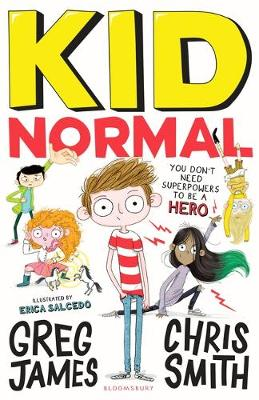 KID
NORMAL
YOU DON'T
NEED
SUPERPOWERS
TO BE A
HERO
ILLUSTRATED BY
ERICA SALCEDO
GREG
JAMES
CHRIS
SMITH
BLOOMSBURY